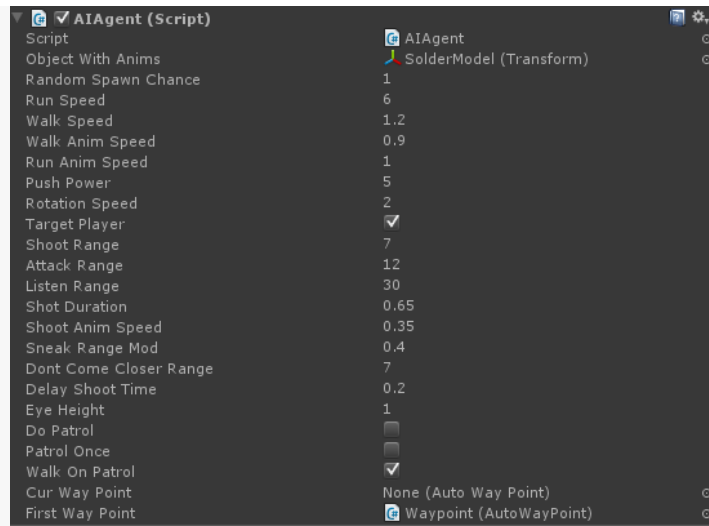 AIAgent (Script)
Script AIAgent
Object With Anims SolderModel (Transform)
Random Spawn Chance 1
Run Speed 6
Walk Speed 1.2
Walk Anim Speed 0.9
Run Anim Speed 1
Push Power 5
Rotation Speed 2
Target Player
Shoot Range 7
Attack Range 12
Listen Range 30
Shot Duration 0.65
Shoot Anim Speed 0.35
Sneak Range Mod 0.4
Dont Come Closer Range 7
Delay Shoot Time 0.2
Eye Height 1
Do Patrol
Patrol Once
Walk On Patrol
Cur Way Point None (Auto Way Point)
First Way Point Waypoint (AutoWayPoint)